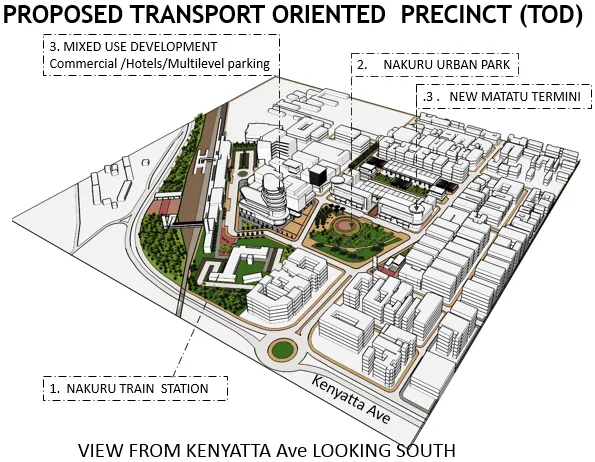 PROPOSED TRANSPORT ORIENTED PRECINCT (TOD)
3. MIXED USE DEVELOPMENT
Commercial /Hotels/Multilevel parking
2. NAKURU URBAN PARK
.3 . NEW MATATU TERMINI
1. NAKURU TRAIN STATION
Kenyatta Ave
VIEW FROM KENYATTA Ave LOOKING SOUTH